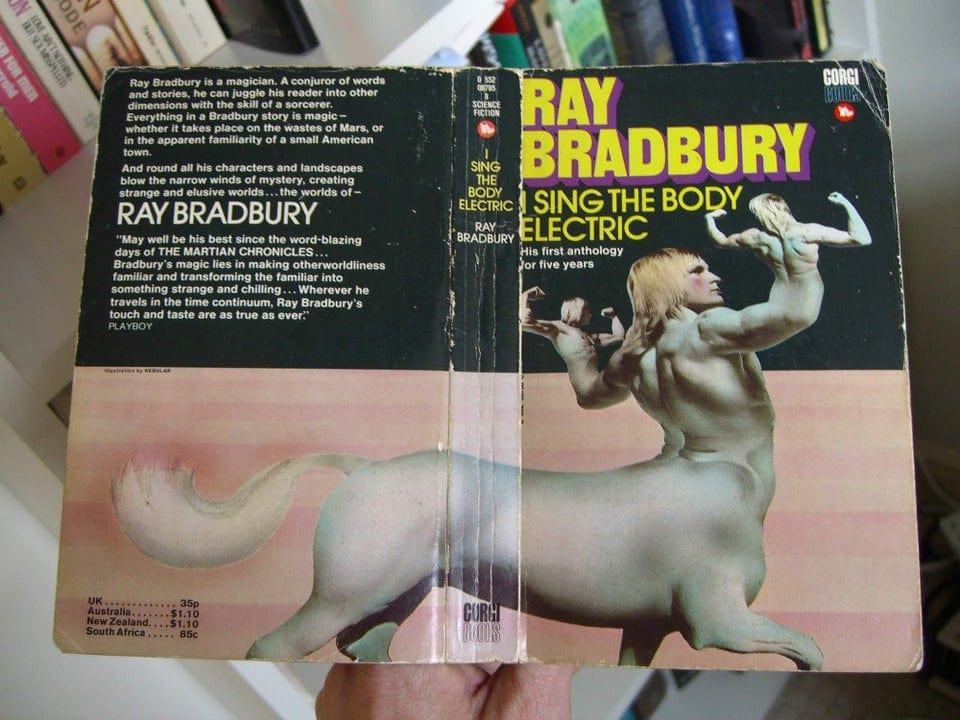 Ray Bradbury is a magician. A conjuror of words
and stories, he can juggle his reader into other
dimensions with the skill of a sorcerer.
Everything in a Bradbury story is magic –
whether it takes place on the wastes of Mars, or
in the apparent familiarity of a small American
town.
And round all his characters and landscapes
blow the narrow winds of mystery, creating
strange and elusive worlds...the worlds of –
RAY BRADBURY
"May well be his best since the word-blazing
days of THE MARTIAN CHRONICLES...
Bradbury's magic lies in making otherworldliness
familiar and transforming the familiar into
something strange and chilling...Wherever he
travels in the time continuum, Ray Bradbury's
touch and taste are as true as ever."
PLAYBOY
Illustration by NEBULAR
UK............. 35p
Australia.......$1.10
New Zealand....$1.10
South Africa ..... 85c
0 552
08785
8
SCIENCE
FICTION
I
SING
THE
BODY
ELECTRIC
RAY
BRADBURY
CORGI
BOOKS
CORGI
BOOKS
RAY
BRADBURY
I SING THE BODY
ELECTRIC
His first anthology
for five years